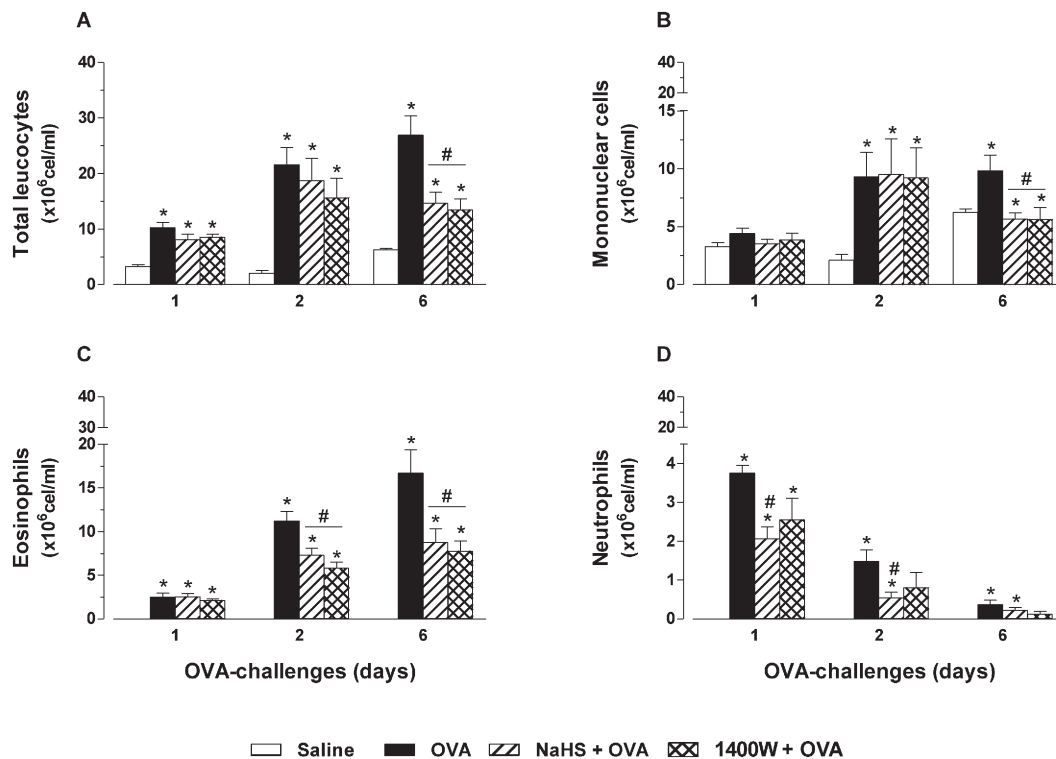 A
Total leucocytes
(x10⁶cel/ml)
40
30
20
10
0
* * *
* * *
* # * *
1 2 6
B
Mononuclear cells
(x10⁶cel/ml)
40
20
15
10
5
0
* * *
* # * *
1 2 6
C
Eosinophils
(x10⁶cel/ml)
40
30
20
15
10
5
0
* * *
* # * *
* # * *
1 2 6
OVA-challenges (days)
D
Neutrophils
(x10⁶cel/ml)
40
20
4
3
2
1
0
* # * *
* # *
* *
1 2 6
OVA-challenges (days)
Saline OVA NaHS + OVA 1400W + OVA